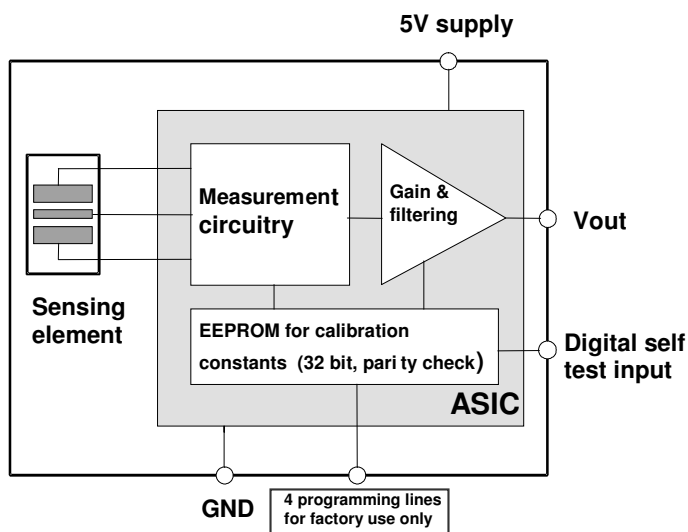 5V supply
Measurement
circuitry
Gain &
filtering
Vout
Sensing
element
EEPROM for calibration
constants (32 bit, pari ty check)
Digital self
test input
ASIC
GND
4 programming lines
for factory use only